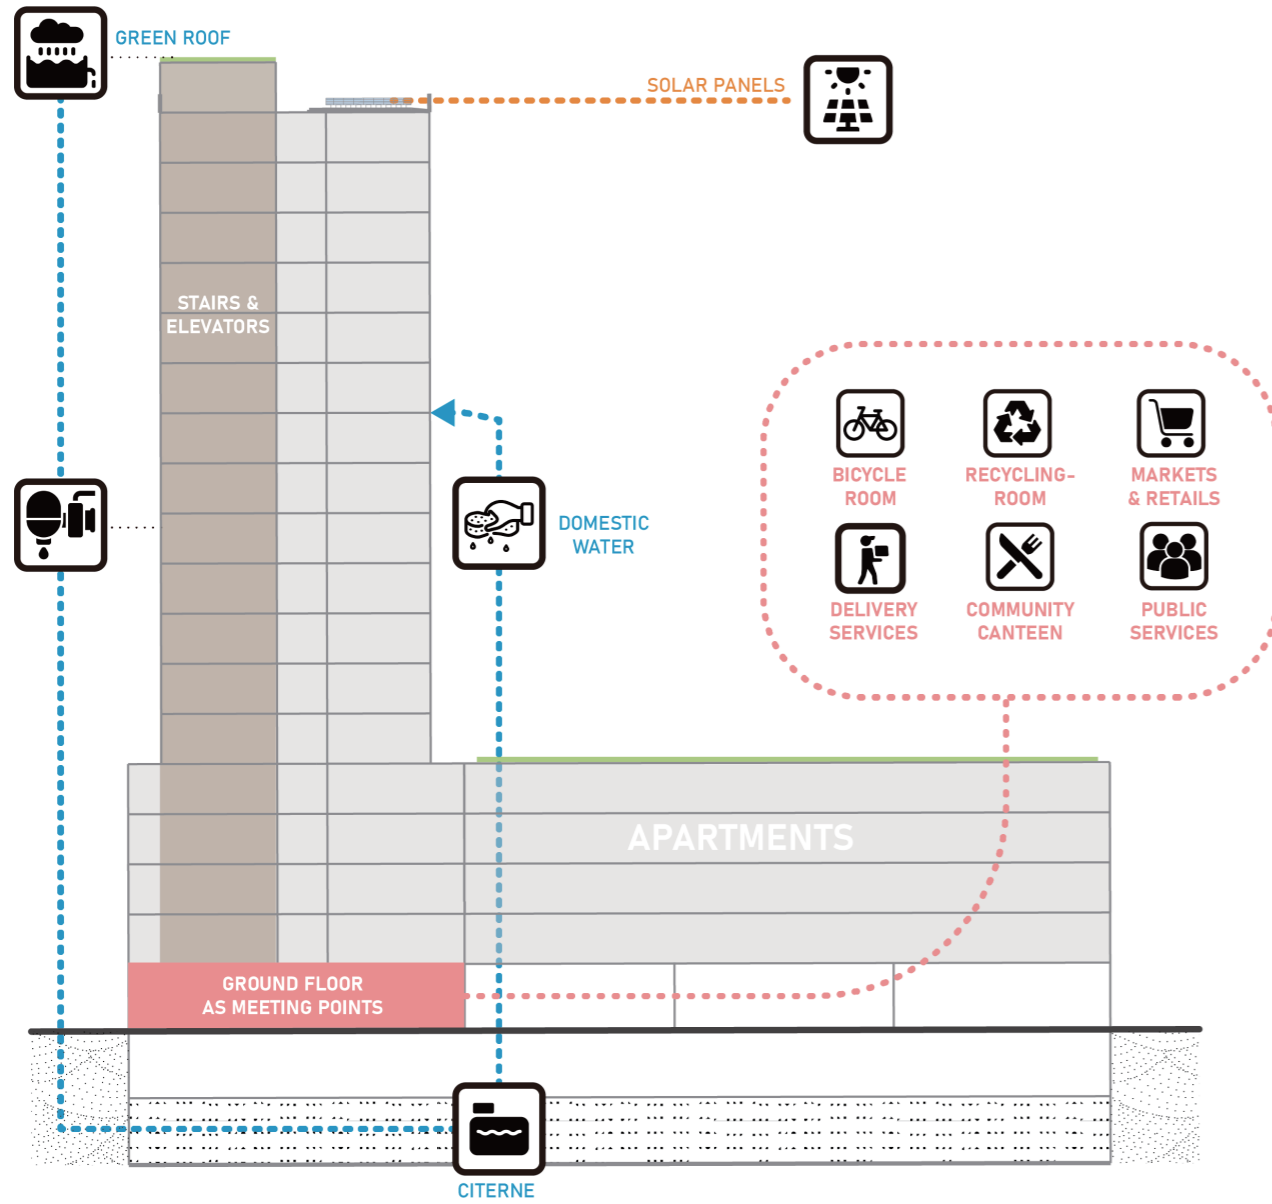 GREEN ROOF
SOLAR PANELS
STAIRS &
ELEVATORS
BICYCLE
ROOM
RECYCLING-
ROOM
MARKETS
& RETAILS
DOMESTIC
WATER
DELIVERY
SERVICES
COMMUNITY
CANTEEN
PUBLIC
SERVICES
APARTMENTS
GROUND FLOOR
AS MEETING POINTS
CITERNE